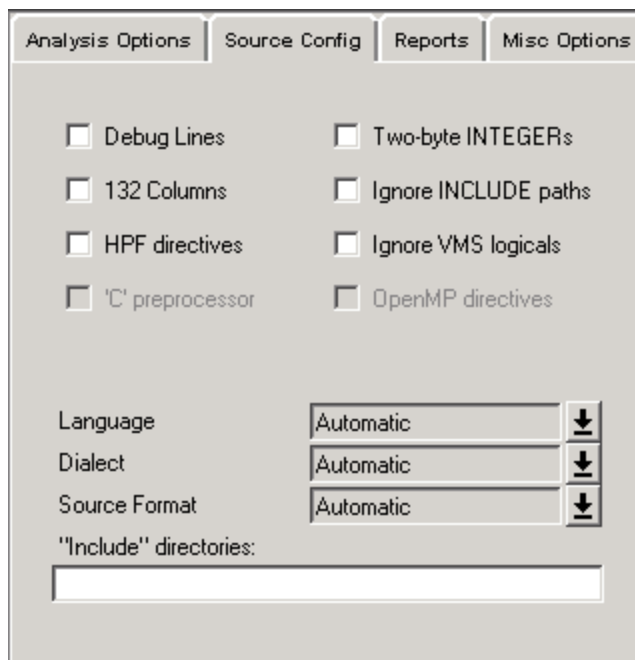 Analysis Options Source Config Reports Misc Options
Debug Lines Two-byte INTEGERs
132 Columns Ignore INCLUDE paths
HPF directives Ignore VMS logicals
'C' preprocessor OpenMP directives
Language Automatic
Dialect Automatic
Source Format Automatic
"Include" directories: